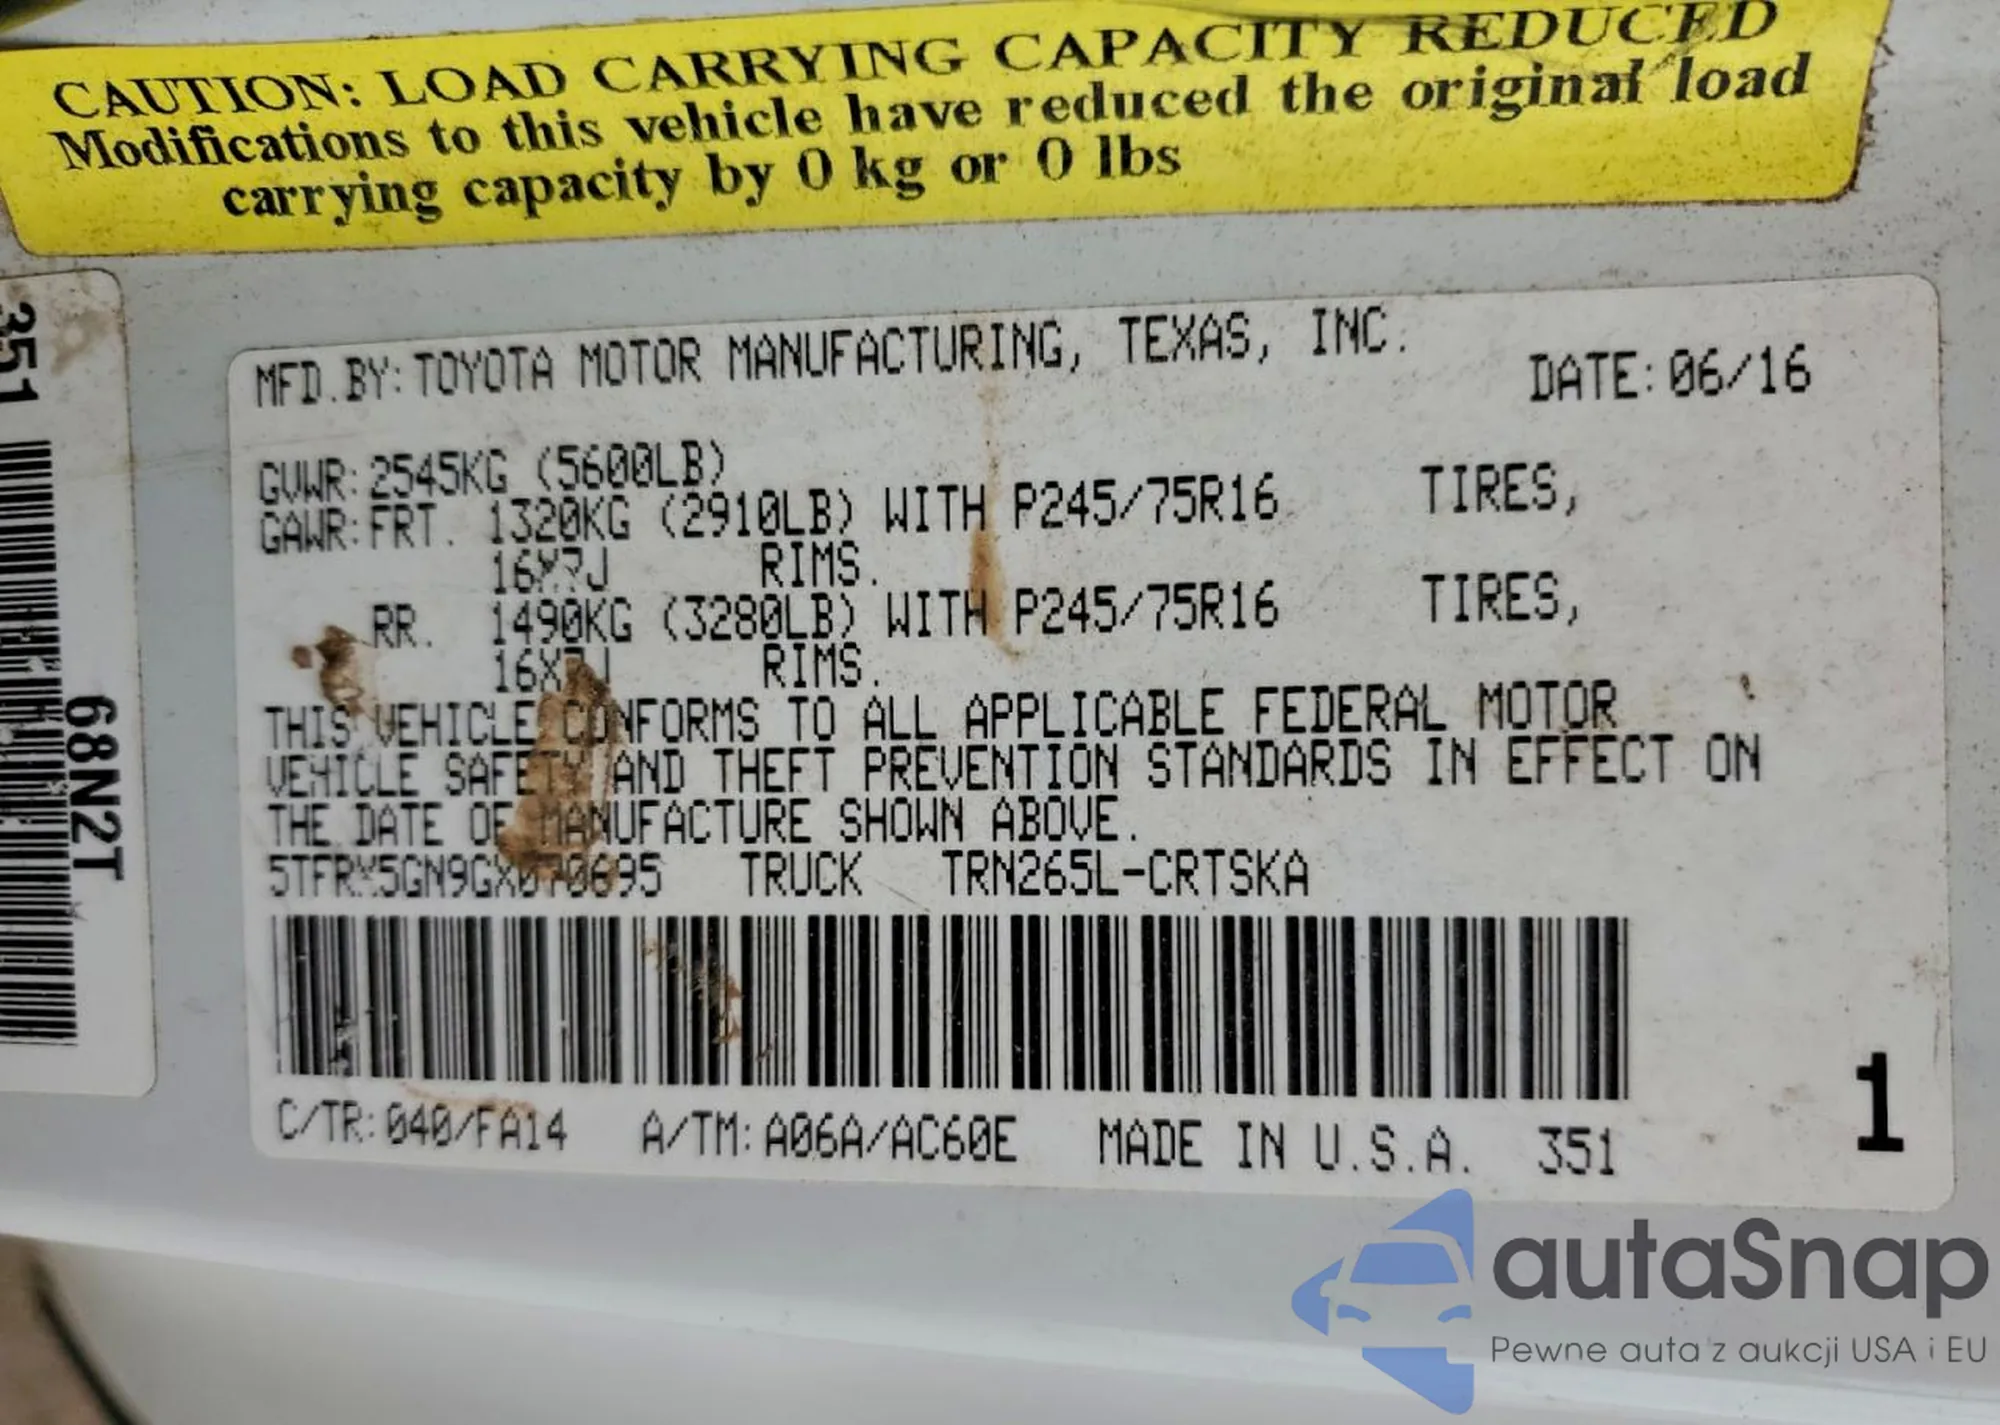 CAUTION: LOAD CARRYING CAPACITY REDUCED
Modifications to this vehicle have reduced the original load
carrying capacity by 0 kg or 0 lbs
351
68N2T
MFD.BY: TOYOTA MOTOR MANUFACTURING, TEXAS, INC.
DATE: 06/16
GVWR: 2545KG (5600LB)
GAWR: FRT. 1320KG (2910LB) WITH P245/75R16 TIRES,
16X7J RIMS.
RR. 1490KG (3280LB) WITH P245/75R16 TIRES,
16X7J RIMS.
THIS VEHICLE CONFORMS TO ALL APPLICABLE FEDERAL MOTOR
VEHICLE SAFETY AND THEFT PREVENTION STANDARDS IN EFFECT ON
THE DATE OF MANUFACTURE SHOWN ABOVE.
TRUCK TRN265L-CRTSKA
C/TR: 040/FA14 A/TM: A06A/AC60E MADE IN U.S.A. 351
1
autaSnap
Pewne auta z aukcji USA i EU